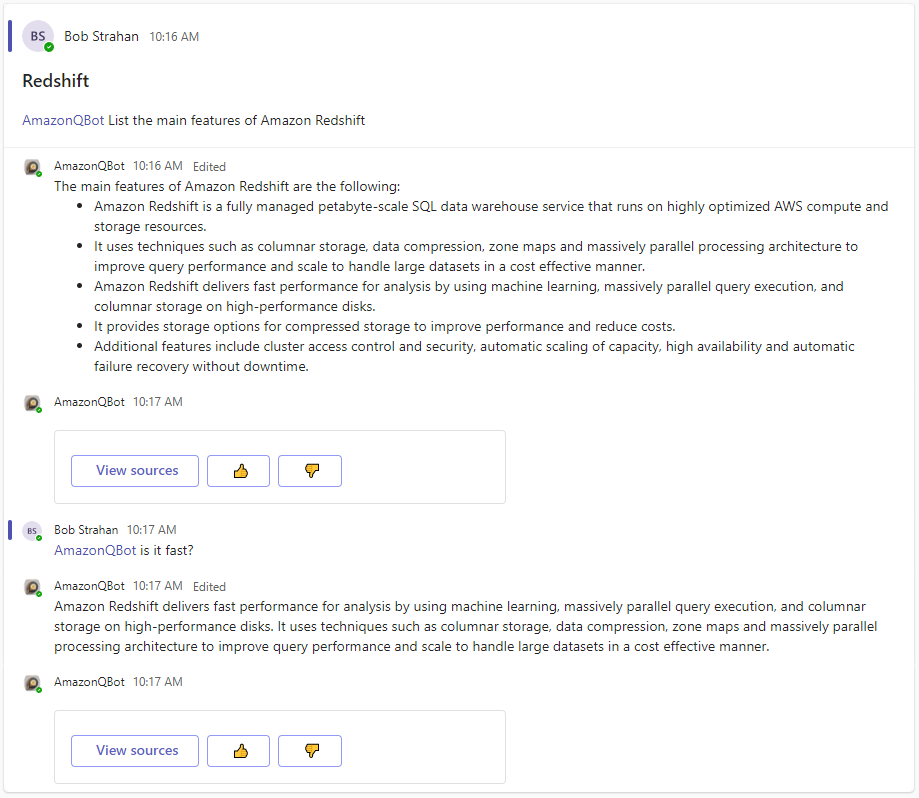 BS Bob Strahan 10:16 AM
Redshift
AmazonQBot List the main features of Amazon Redshift
AmazonQBot 10:16 AM Edited
The main features of Amazon Redshift are the following:
• Amazon Redshift is a fully managed petabyte-scale SQL data warehouse service that runs on highly optimized AWS compute and
storage resources.
• It uses techniques such as columnar storage, data compression, zone maps and massively parallel processing architecture to
improve query performance and scale to handle large datasets in a cost effective manner.
• Amazon Redshift delivers fast performance for analysis by using machine learning, massively parallel query execution, and
columnar storage on high-performance disks.
• It provides storage options for compressed storage to improve performance and reduce costs.
• Additional features include cluster access control and security, automatic scaling of capacity, high availability and automatic
failure recovery without downtime.
AmazonQBot 10:17 AM
View sources 👍 👎
BS Bob Strahan 10:17 AM
AmazonQBot is it fast?
AmazonQBot 10:17 AM Edited
Amazon Redshift delivers fast performance for analysis by using machine learning, massively parallel query execution, and columnar
storage on high-performance disks. It uses techniques such as columnar storage, data compression, zone maps and massively parallel
processing architecture to improve query performance and scale to handle large datasets in a cost effective manner.
AmazonQBot 10:17 AM
View sources 👍 👎